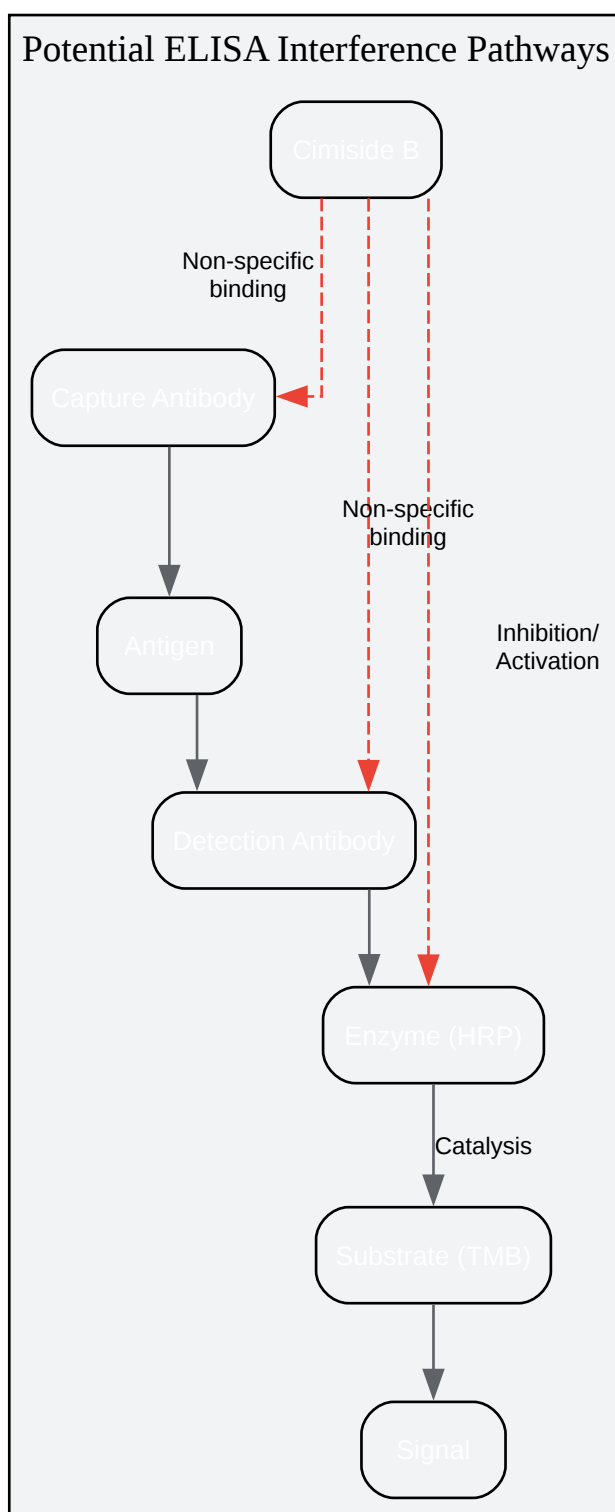 Potential ELISA Interference Pathways
Cimiside B
Non-specific
binding
Capture Antibody
Non-specific
binding
Antigen
Inhibition/
Activation
Detection Antibody
Enzyme (HRP)
Catalysis
Substrate (TMB)
Signal